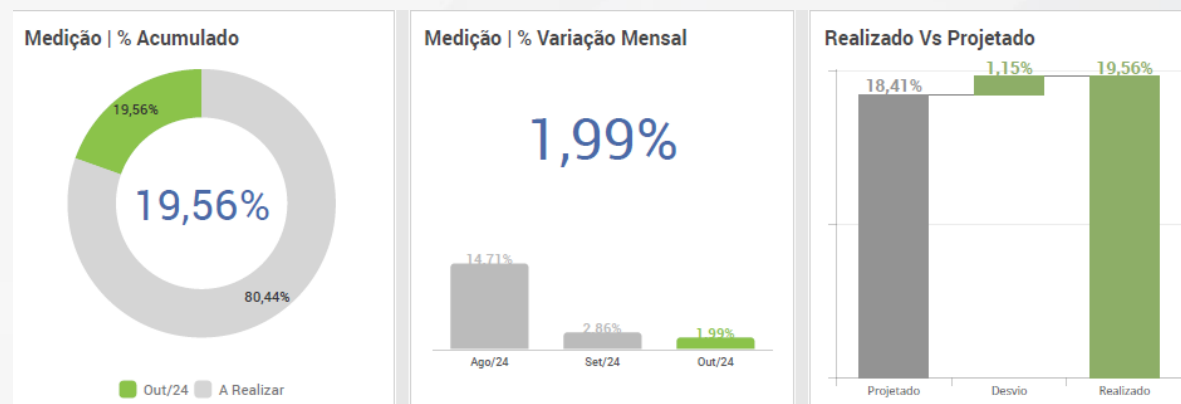 Medição | % Acumulado
19,56%
19,56%
80,44%
Out/24
A Realizar
Medição | % Variação Mensal
1,99%
14,71%
2,86%
1,99%
Ago/24
Set/24
Out/24
Realizado Vs Projetado
18,41%
1,15%
19,56%
Projetado
Desvio
Realizado